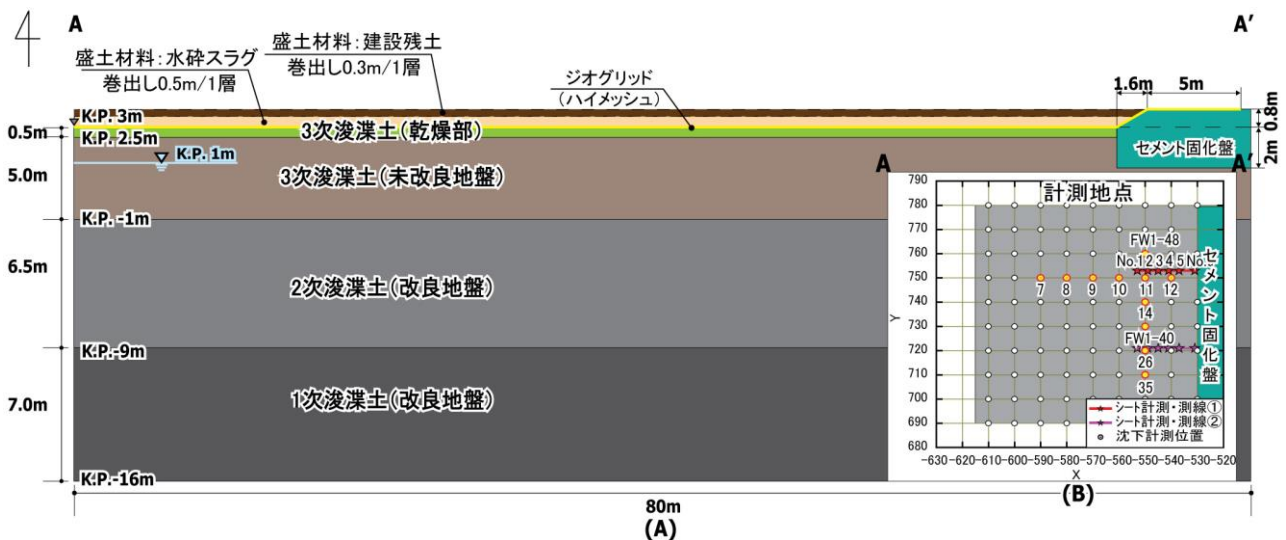 A
A'
盛土材料：水砕スラグ
巻出し0.5m/1層
盛土材料：建設残土
巻出し0.3m/1層
ジオグリッド
(ハイメッシュ)
1.6m
5m
0.8m
2m
K.P. 3m
0.5m
K.P. 2.5m
3次浚渫土(乾燥部)
セメント固化盤
K.P. 1m
5.0m
3次浚渫土(未改良地盤)
K.P. -1m
6.5m
2次浚渫土(改良地盤)
K.P.-9m
7.0m
1次浚渫土(改良地盤)
K.P.-16m
80m
(A)
A
A'
計測地点
790
780
770
760
750
740
730
720
710
700
690
680
Y
FW1-48
No.1 2 3 4 5 No.
7
8
9
10
11
12
14
FW1-40
26
35
セメント固化盤
シート計測・測線①
シート計測・測線②
沈下計測位置
-630 -620 -610 -600 -590 -580 -570 -560 -550 -540 -530 -520
X
(B)